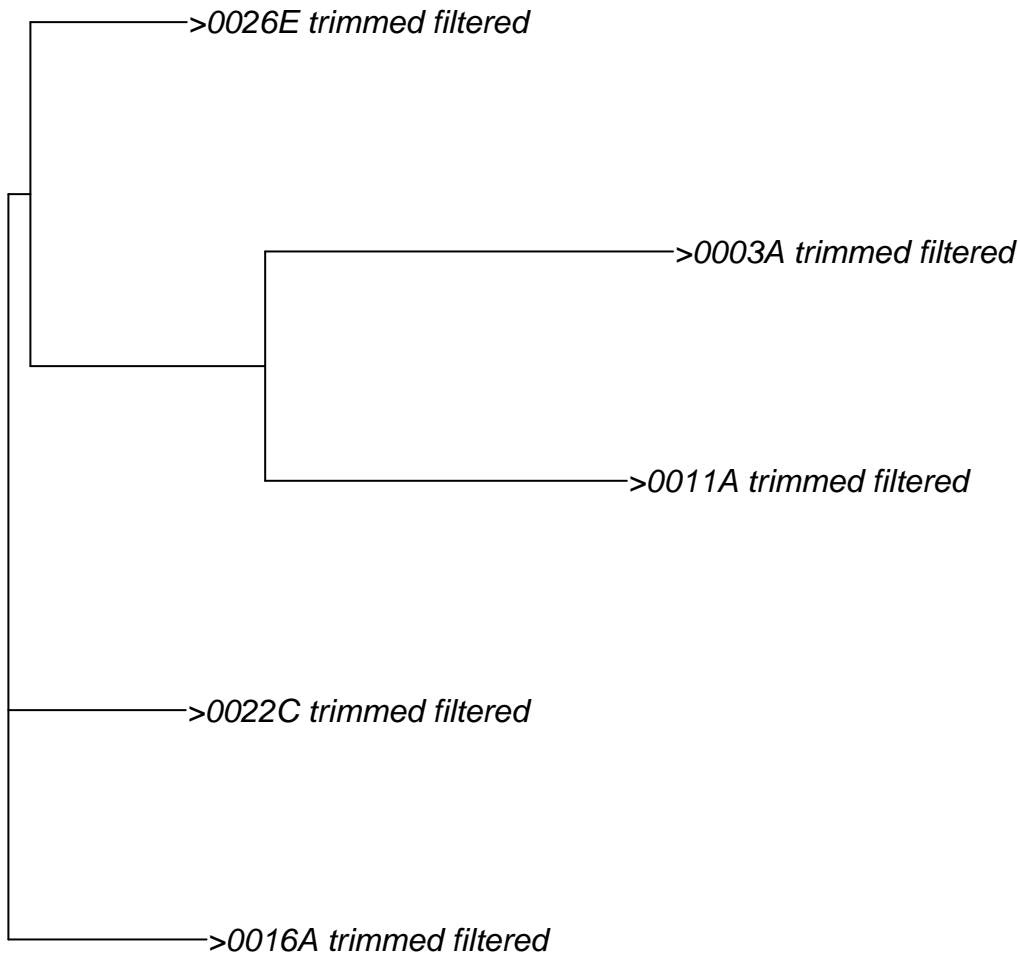 >0026E trimmed filtered
>0003A trimmed filtered
>0011A trimmed filtered
>0022C trimmed filtered
>0016A trimmed filtered